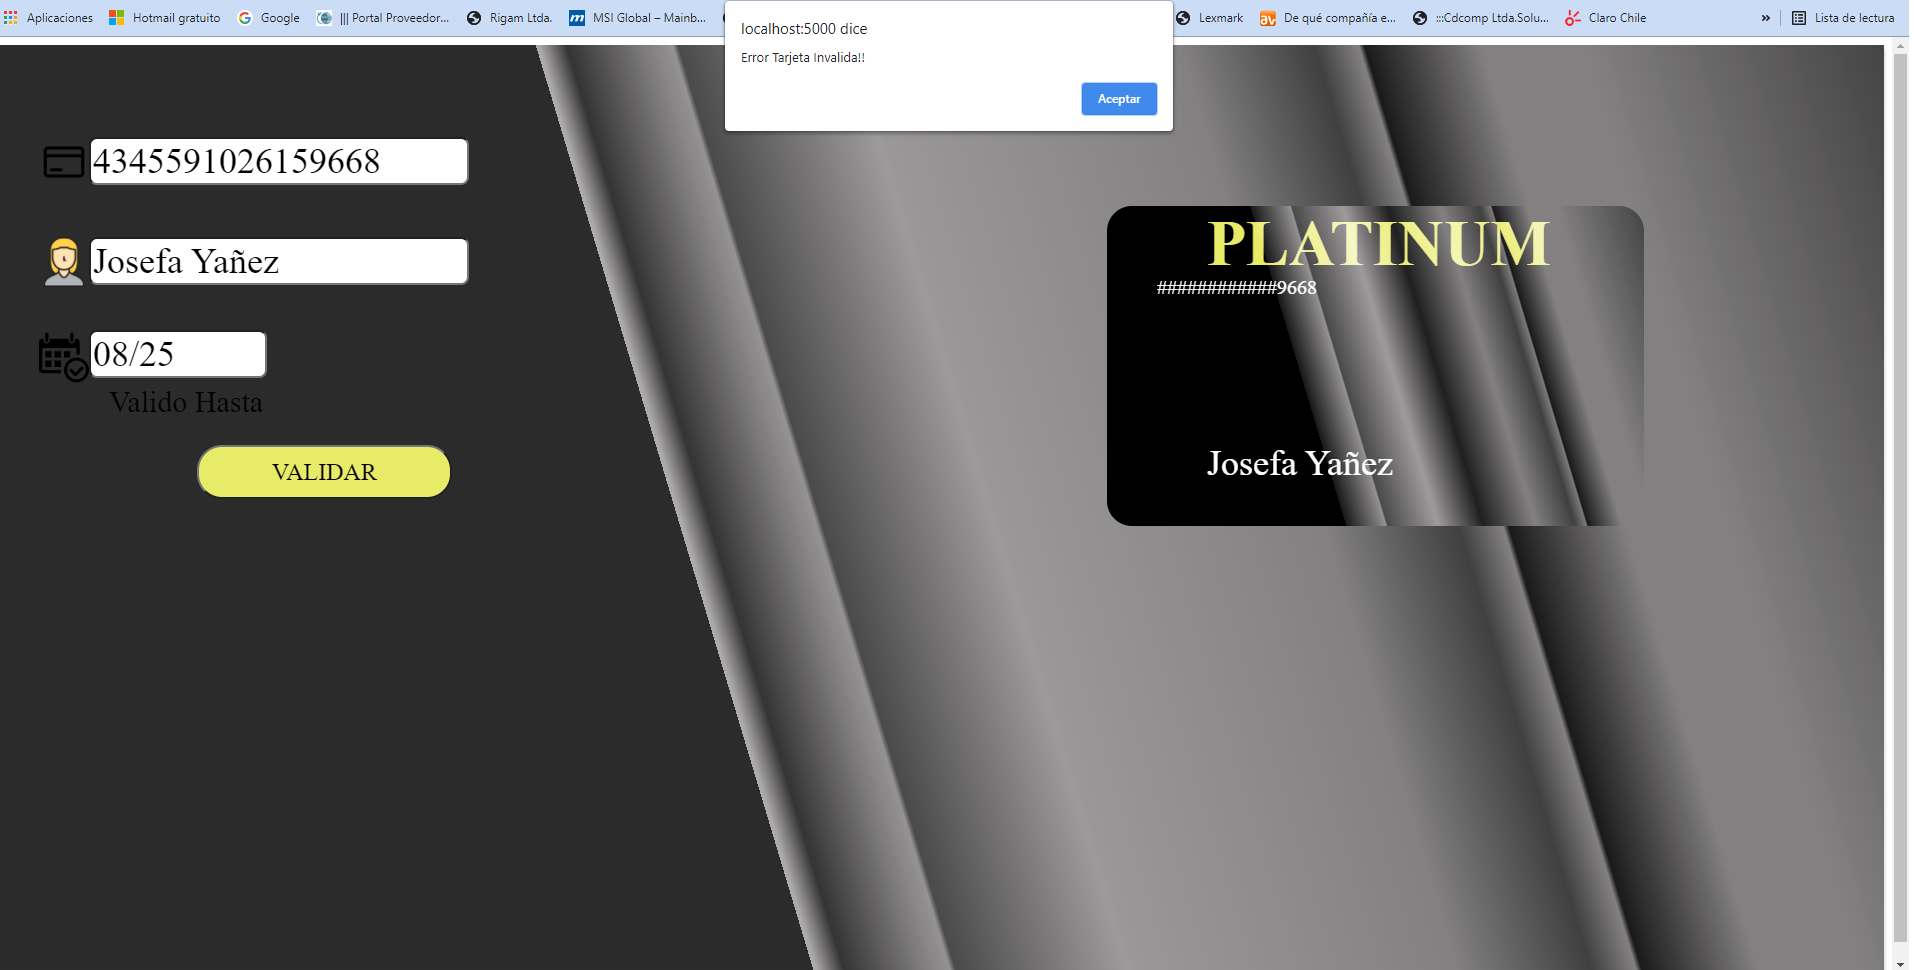 Aplicaciones Hotmail gratuito Google ||| Portal Proveedor... Rigam Ltda. MSI Global – Mainb... Lexmark De qué compañía e... :::Cdcomp Ltda.Solu... Claro Chile » Lista de lectura
localhost:5000 dice
Error Tarjeta Invalida!!
Aceptar
4345591026159668
Josefa Yañez
08/25
Valido Hasta
VALIDAR
PLATINUM
############9668
Josefa Yañez